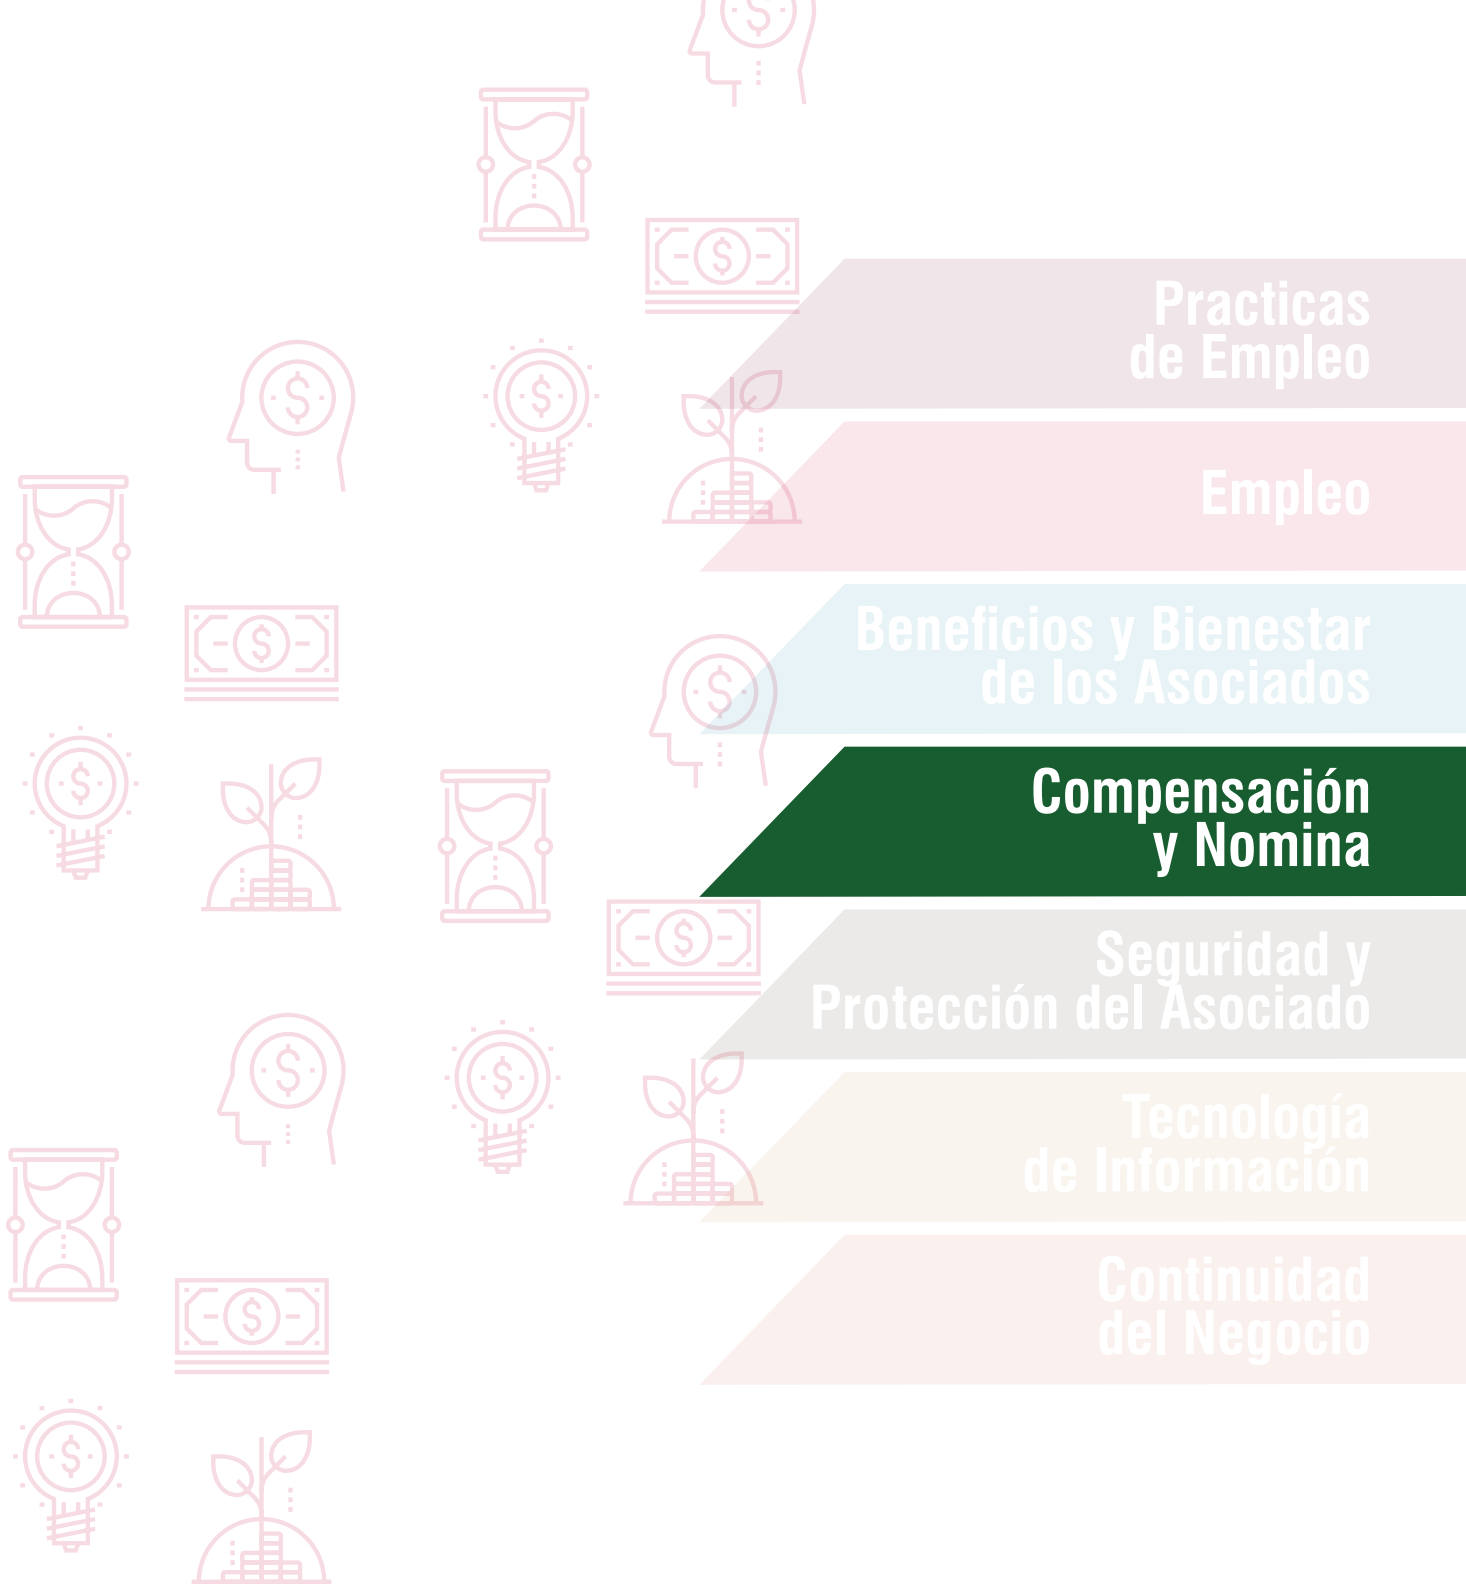 Practicas
de Empleo
Empleo
Beneficios y Bienestar
de los Asociados
Compensación
y Nomina
Seguridad y
Protección del Asociado
Tecnología
de Información
Continuidad
del Negocio